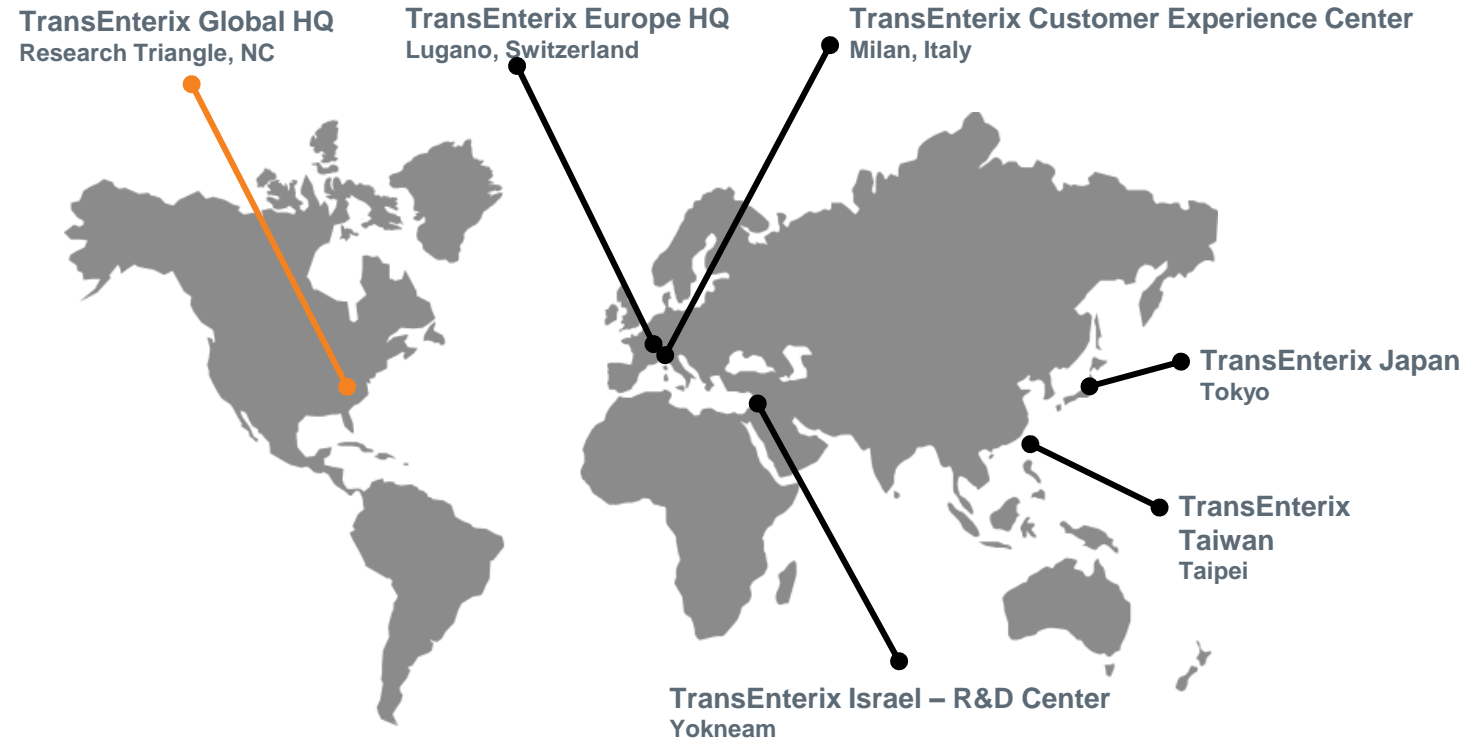 TransEnterix Global HQ
Research Triangle, NC
TransEnterix Europe HQ
Lugano, Switzerland
TransEnterix Customer Experience Center
Milan, Italy
TransEnterix Japan
Tokyo
TransEnterix
Taiwan
Taipei
TransEnterix Israel – R&D Center
Yokneam